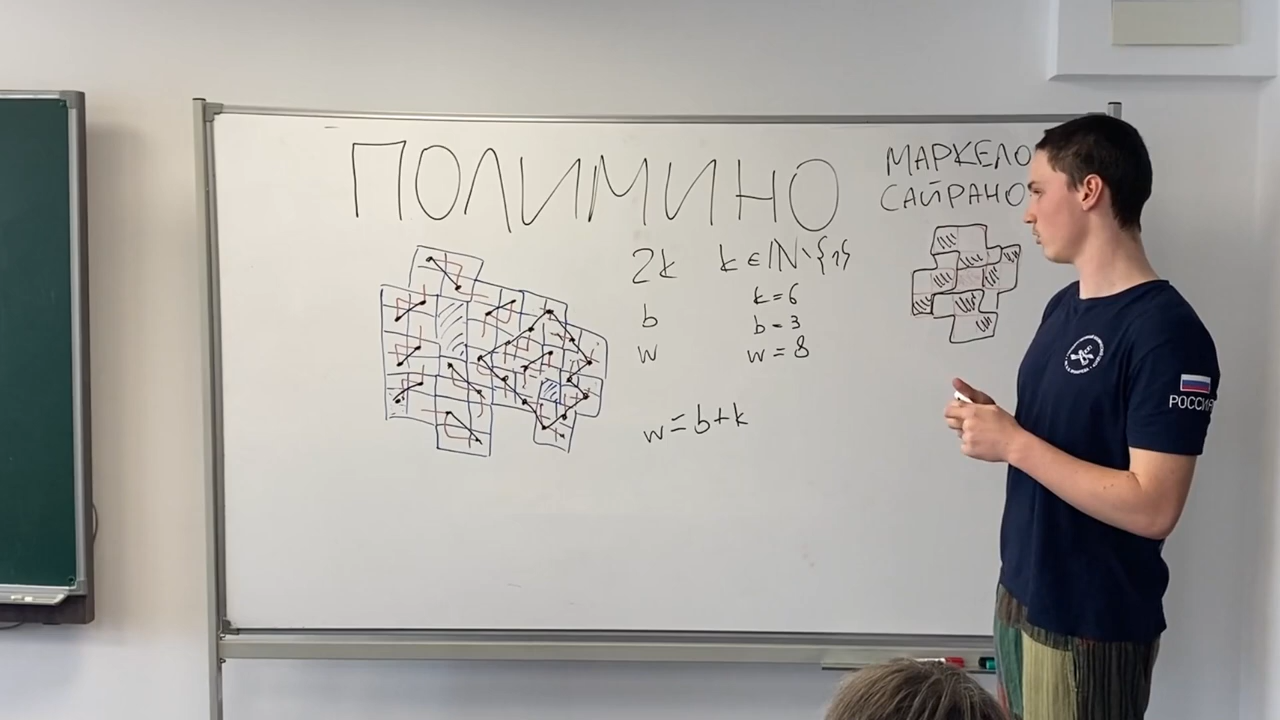 ПОЛИМИНО
МАРКЕЛО
САЙРАНО
2k k ∈ ℕ \ {1}
k = 6
b b = 3
w w = 8
w = b + k
РОССИЯ